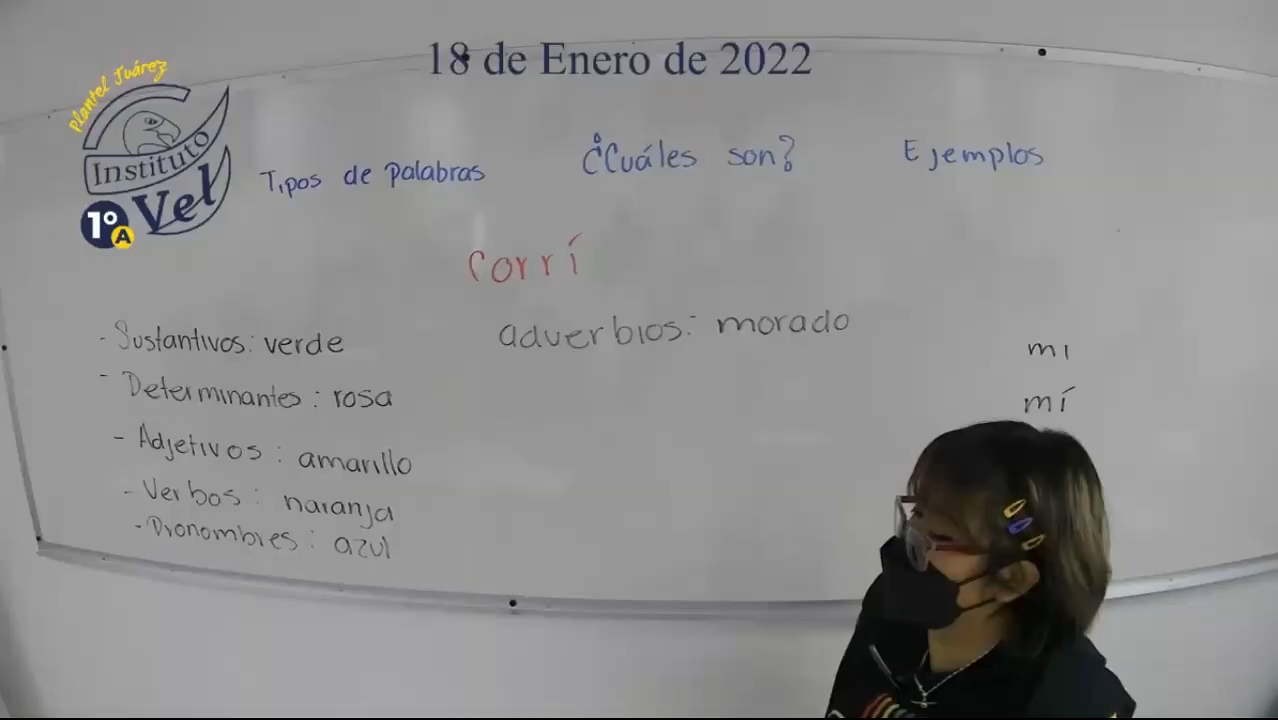 18 de Enero de 2022
Plantel Juárez
Instituto
Vel
1º A
Tipos de palabras
¿Cuáles son?
Ejemplos
corrí
- Sustantivos: verde
- Determinantes: rosa
- Adjetivos: amarillo
- Verbos: naranja
- Pronombres: azul
adverbios: morado
mi
mí